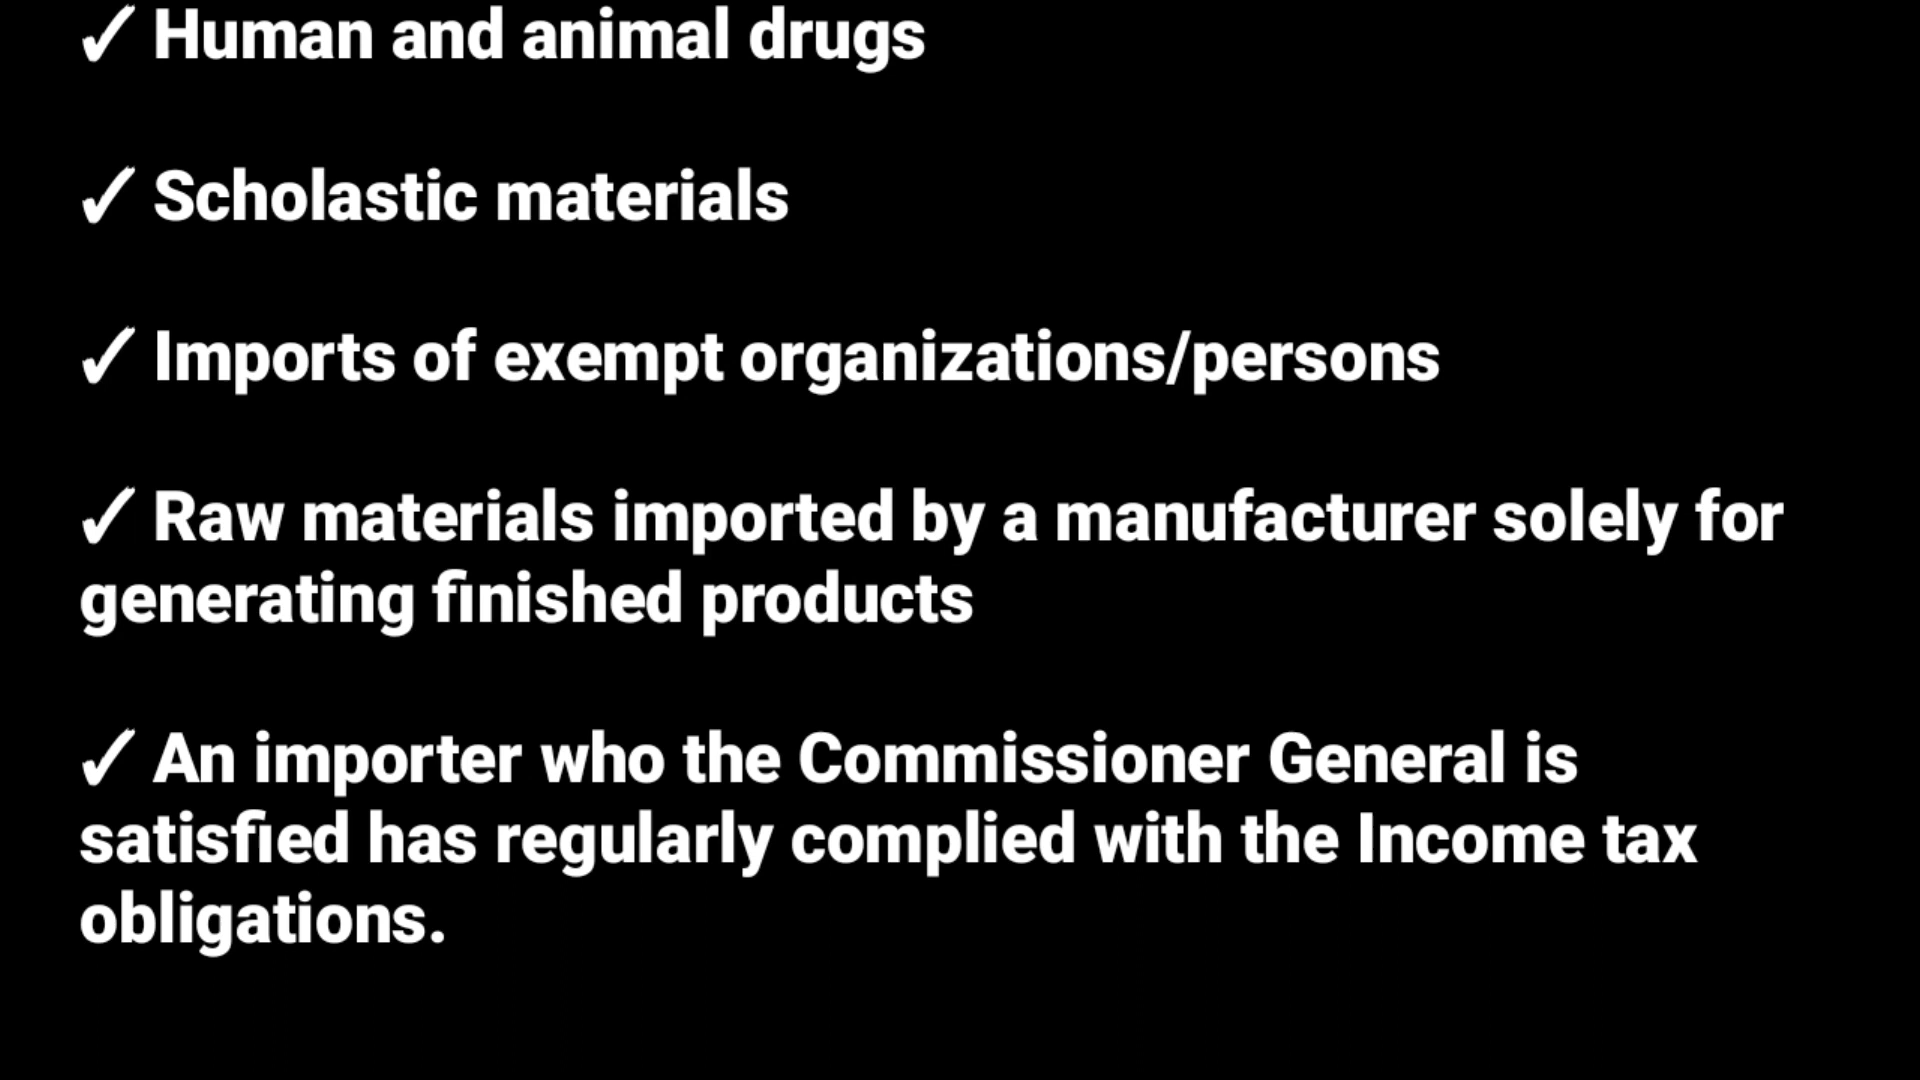 ✓ Human and animal drugs
✓ Scholastic materials
✓ Imports of exempt organizations/persons
✓ Raw materials imported by a manufacturer solely for
generating finished products
✓ An importer who the Commissioner General is
satisfied has regularly complied with the Income tax
obligations.